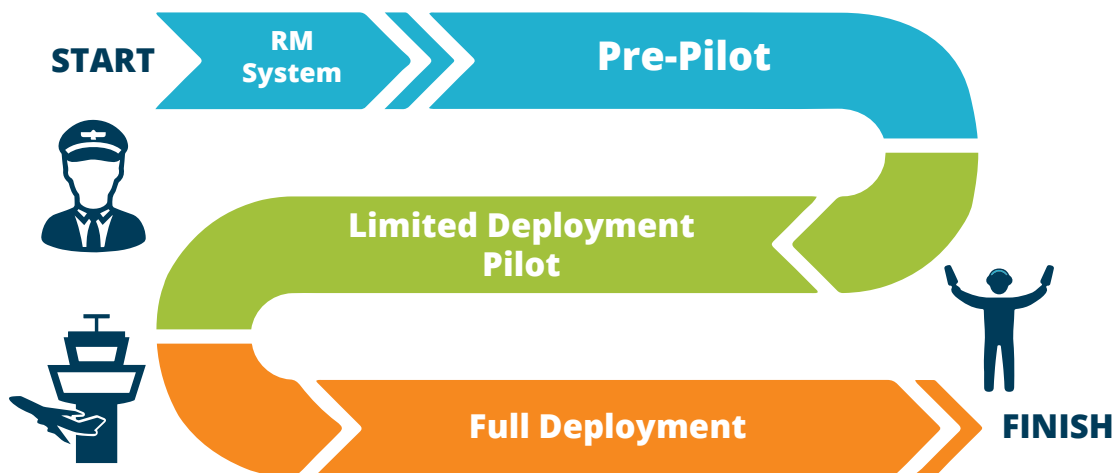 START
RM
System
Pre-Pilot
Limited Deployment
Pilot
Full Deployment
FINISH